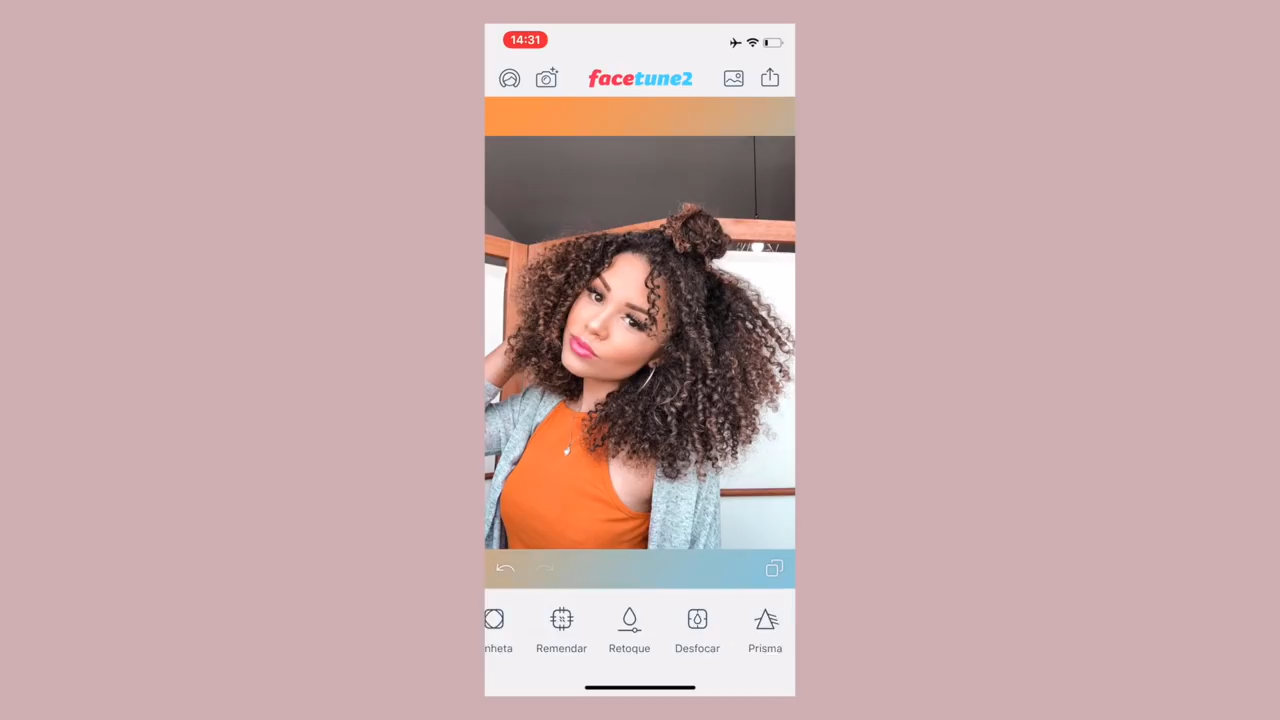 14:31
facetune2
nheta
Remendar
Retoque
Desfocar
Prisma